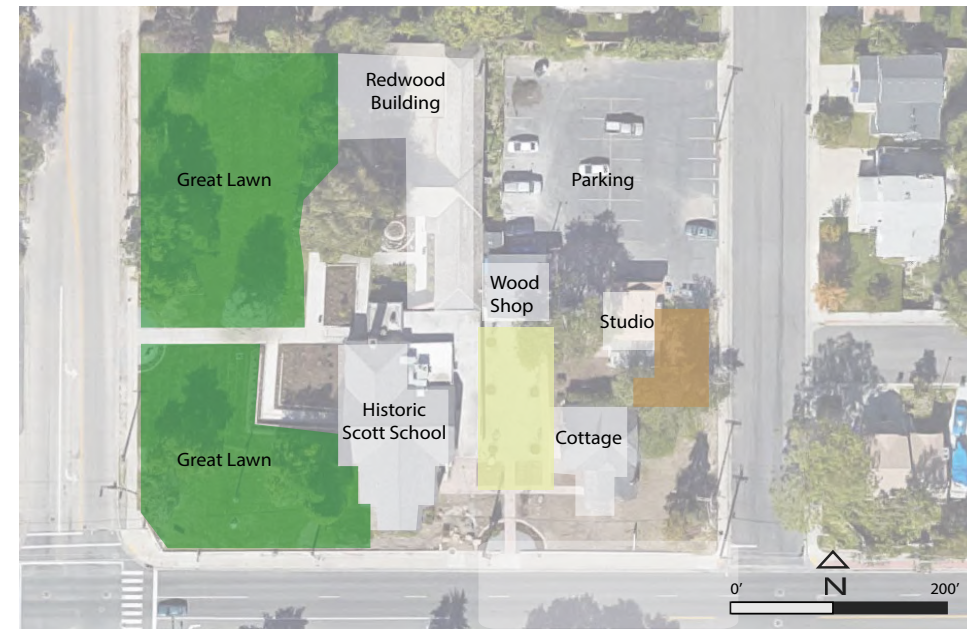 Redwood
Building
Great Lawn
Parking
Wood
Shop
Studio
Historic
Scott School
Cottage
Great Lawn
0'
N
200'